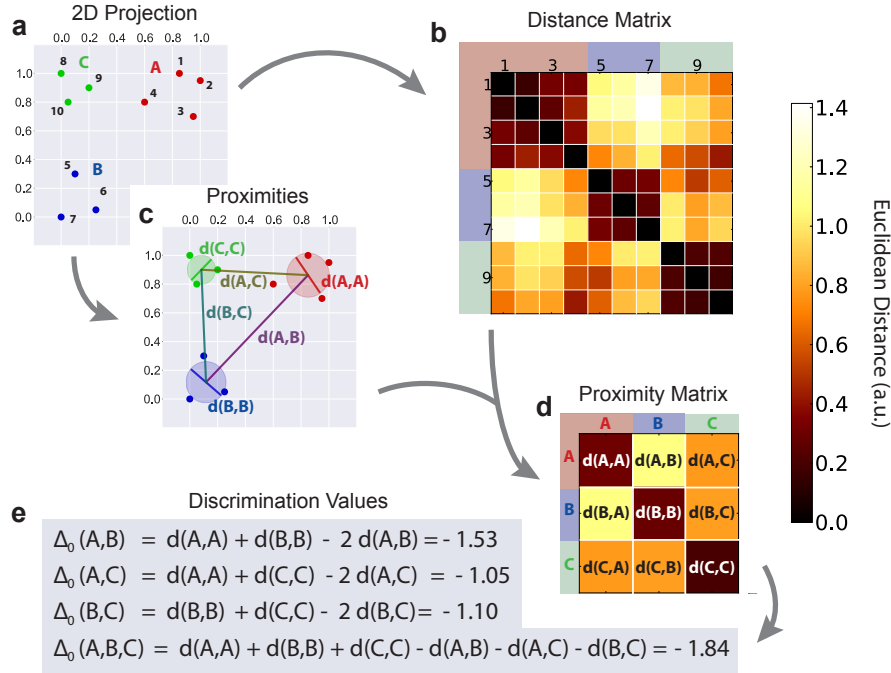 a
2D Projection
0.0 0.2 0.4 0.6 0.8 1.0
1.0
0.8
0.6
0.4
0.2
0.0
8
C
9
10
A
1
2
4
3
5
B
6
7
b
Distance Matrix
1 3 5 7 9
1
3
5
7
9
1.4
1.2
1.0
0.8
0.6
0.4
0.2
0.0
Euclidean Distance (a.u.)
c
Proximities
0.0 0.2 0.4 0.6 0.8 1.0
1.0
0.8
0.6
0.4
0.2
0.0
d(C,C)
d(A,C)
d(A,A)
d(B,C)
d(A,B)
d(B,B)
d
Proximity Matrix
A B C
A d(A,A) d(A,B) d(A,C)
B d(B,A) d(B,B) d(B,C)
C d(C,A) d(C,B) d(C,C)
e
Discrimination Values
Δ₀ (A,B) = d(A,A) + d(B,B) - 2 d(A,B) = - 1.53
Δ₀ (A,C) = d(A,A) + d(C,C) - 2 d(A,C) = - 1.05
Δ₀ (B,C) = d(B,B) + d(C,C) - 2 d(B,C)= - 1.10
Δ₀ (A,B,C) = d(A,A) + d(B,B) + d(C,C) - d(A,B) - d(A,C) - d(B,C) = - 1.84